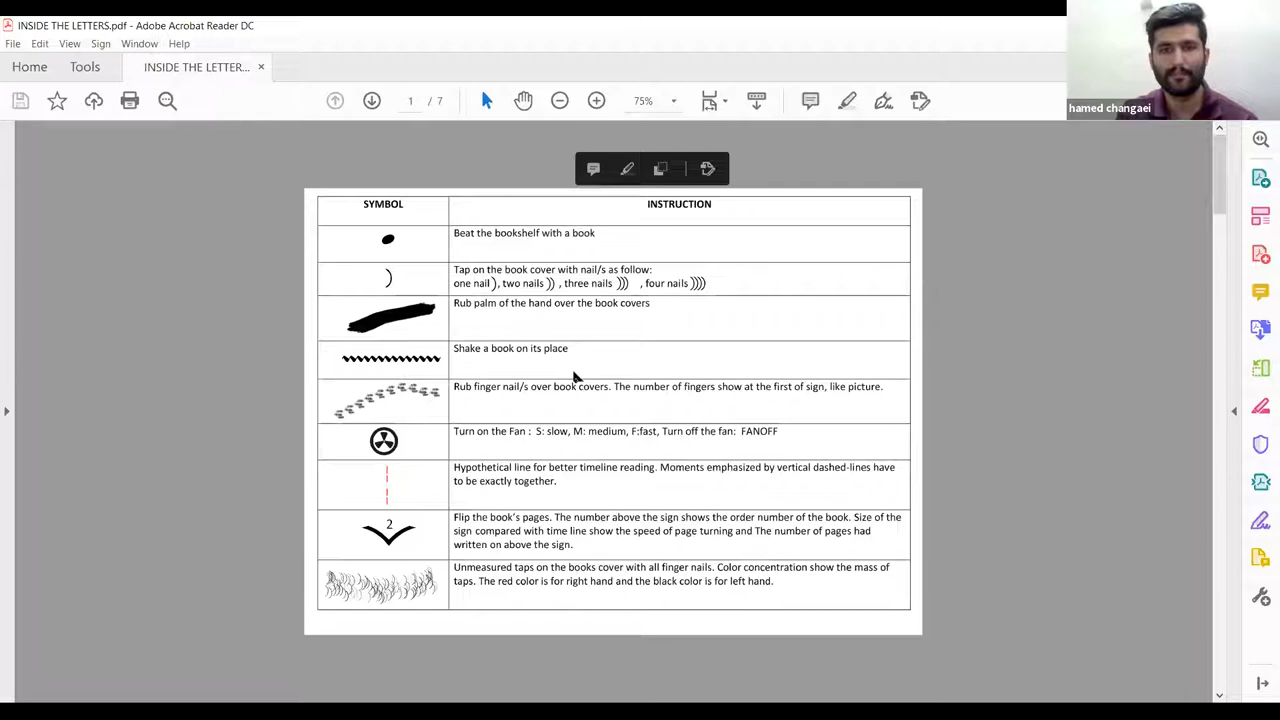 INSIDE THE LETTERS.pdf - Adobe Acrobat Reader DC
File Edit View Sign Window Help
Home Tools INSIDE THE LETTER... ×
1 / 7 75%
hamed changaei
SYMBOL INSTRUCTION
Beat the bookshelf with a book
Tap on the book cover with nail/s as follow:
one nail ) , two nails )) , three nails ))) , four nails ))))
Rub palm of the hand over the book covers
Shake a book on its place
Rub finger nail/s over book covers. The number of fingers show at the first of sign, like picture.
Turn on the Fan : S: slow, M: medium, F:fast, Turn off the fan: FANOFF
Hypothetical line for better timeline reading. Moments emphasized by vertical dashed-lines have
to be exactly together.
2
Flip the book's pages. The number above the sign shows the order number of the book. Size of the
sign compared with time line show the speed of page turning and The number of pages had
written on above the sign.
Unmeasured taps on the books cover with all finger nails. Color concentration show the mass of
taps. The red color is for right hand and the black color is for left hand.